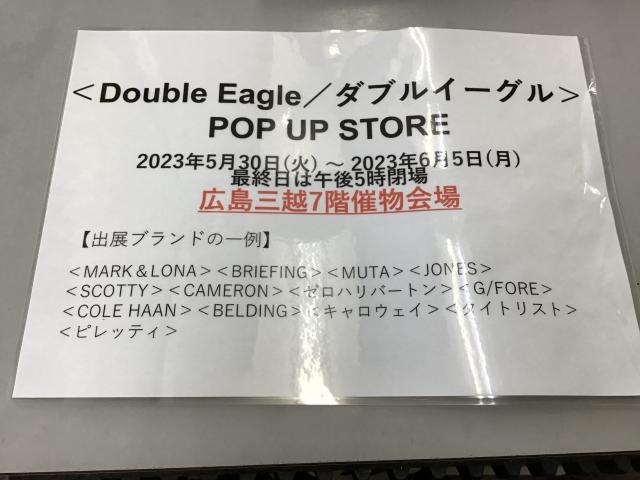 ＜Double Eagle／ダブルイーグル＞
POP UP STORE
2023年5月30日(火) ～ 2023年6月5日(月)
最終日は午後5時閉場
広島三越7階催物会場
【出展ブランドの一例】
＜MARK＆LONA＞＜BRIEFING＞＜MUTA＞＜JONES＞
＜SCOTTY＞＜CAMERON＞＜ゼロハリバートン＞＜G/FORE＞
＜COLE HAAN＞＜BELDING＞＜キャロウェイ＞＜タイトリスト＞
＜ピレッティ＞